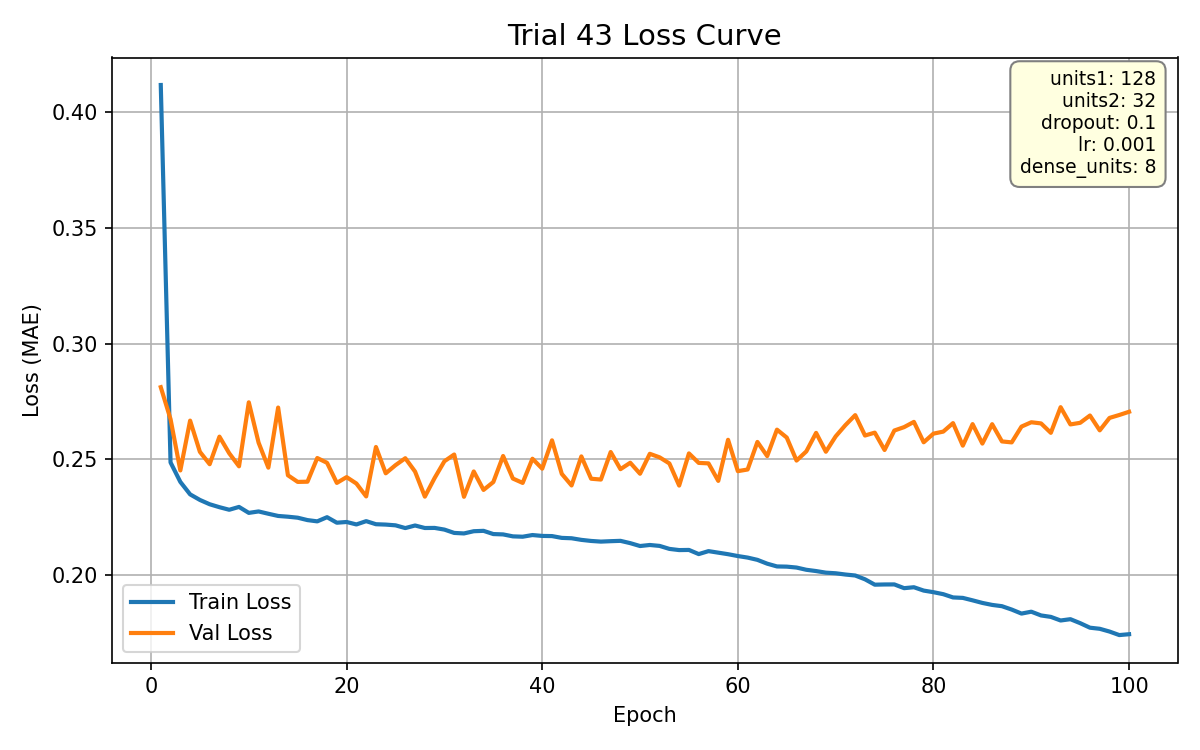 Trial 43 Loss Curve
units1: 128
units2: 32
dropout: 0.1
lr: 0.001
dense_units: 8
Loss (MAE)
0.40
0.35
0.30
0.25
0.20
Train Loss
Val Loss
0 20 40 60 80 100
Epoch